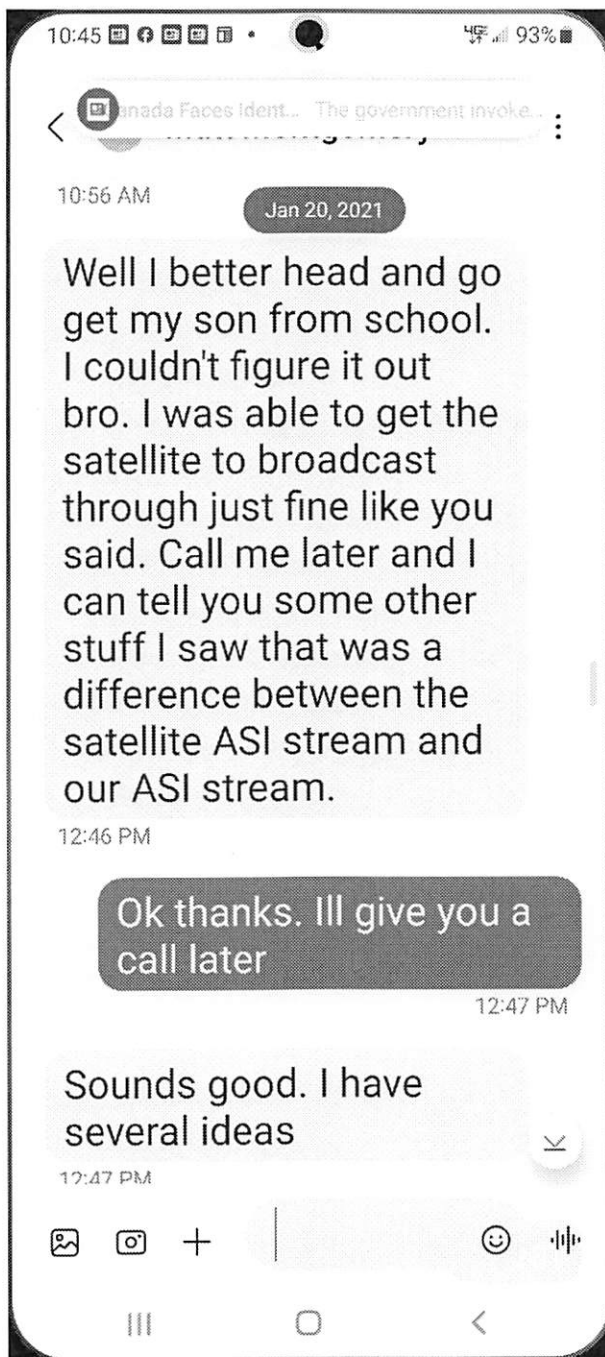 10:45
93%
anada Faces Ident... The government invoke...
10:56 AM
Jan 20, 2021
Well I better head and go
get my son from school.
I couldn't figure it out
bro. I was able to get the
satellite to broadcast
through just fine like you
said. Call me later and I
can tell you some other
stuff I saw that was a
difference between the
satellite ASI stream and
our ASI stream.
12:46 PM
Ok thanks. Ill give you a
call later
12:47 PM
Sounds good. I have
several ideas
12:47 PM